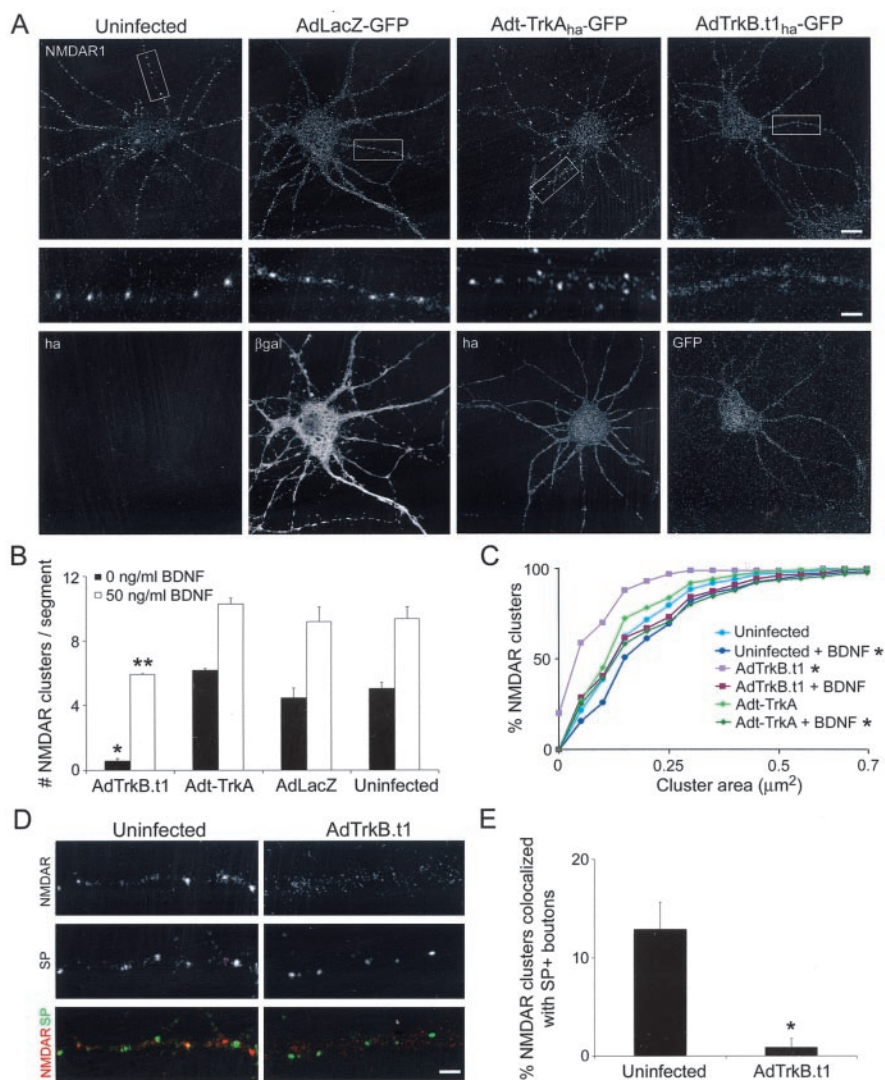 A
Uninfected
AdLacZ-GFP
Adt-TrkAha-GFP
AdTrkB.t1ha-GFP
NMDAR1
ha
βgal
ha
GFP
B
# NMDAR clusters / segment
12
8
4
0
0 ng/ml BDNF
50 ng/ml BDNF
*
**
AdTrkB.t1
Adt-TrkA
AdLacZ
Uninfected
C
% NMDAR clusters
100
50
0
Uninfected
Uninfected + BDNF *
AdTrkB.t1 *
AdTrkB.t1 + BDNF
Adt-TrkA
Adt-TrkA + BDNF *
0
0.25
0.5
0.7
Cluster area (μm2)
D
Uninfected
AdTrkB.t1
NMDAR
SP
NMDAR SP
E
% NMDAR clusters colocalized
with SP+ boutons
20
10
0
*
Uninfected
AdTrkB.t1